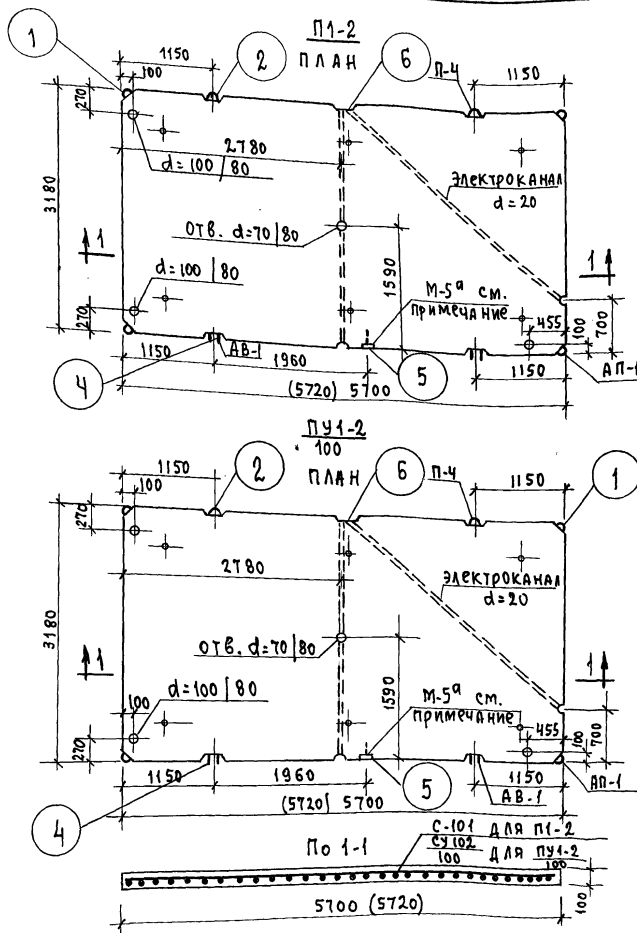 П1-2
ПЛАН
1
1150
2
6
П-4
1150
100
270
2780
d=100/80
3180
ЭЛЕКТРОКАНАЛ
d=20
ОТВ. d=70/80
1
1
1590
d=100/80
М-5а см.
примечание
455
100
700
270
1150
АВ-1
1960
1150
АП-1
4
5
(5720) 5700
ПУ1-2
100
ПЛАН
1150
2
6
П-4
1150
1
100
270
2780
ЭЛЕКТРОКАНАЛ
d=20
3180
ОТВ. d=70/80
1
1
1590
100
d=100/80
М-5а см.
примечание
455
100
700
270
1150
1960
1150
АВ-1
АП-1
4
5
(5720) 5700
По 1-1
С-101 ДЛЯ П1-2
СУ102
100
ДЛЯ ПУ1-2
100
100
5700 (5720)